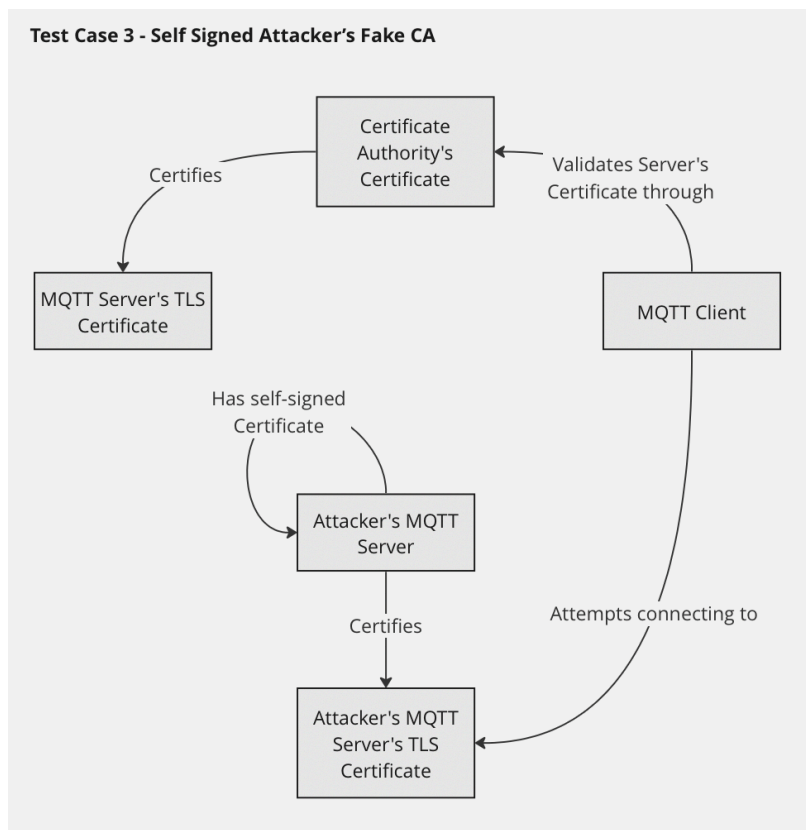 Test Case 3 - Self Signed Attacker’s Fake CA
Certificate
Authority's
Certificate
Certifies
Validates Server's
Certificate through
MQTT Server's TLS
Certificate
MQTT Client
Has self-signed
Certificate
Attacker's MQTT
Server
Certifies
Attempts connecting to
Attacker's MQTT
Server's TLS
Certificate